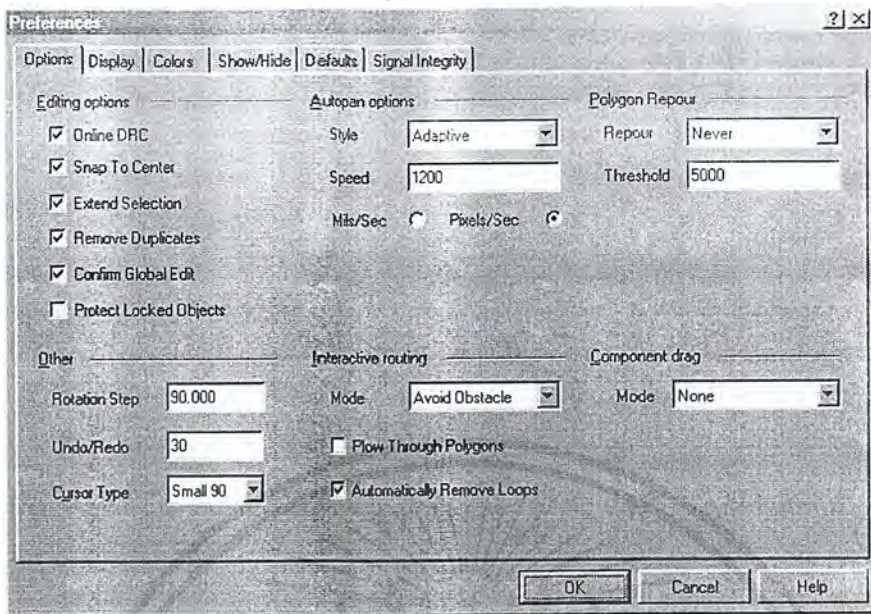 Preferences
Options Display Colors Show/Hide Defaults Signal Integrity
Editing options
Online DRC
Snap To Center
Extend Selection
Remove Duplicates
Confirm Global Edit
Protect Locked Objects
Autopan options
Style Adaptive
Speed 1200
Mils/Sec Pixels/Sec
Polygon Repour
Repour Never
Threshold 5000
Other
Rotation Step 90.000
Undo/Redo 30
Cursor Type Small 90
Interactive routing
Mode Avoid Obstacle
Plow Through Polygons
Automatically Remove Loops
Component drag
Mode None
OK Cancel Help